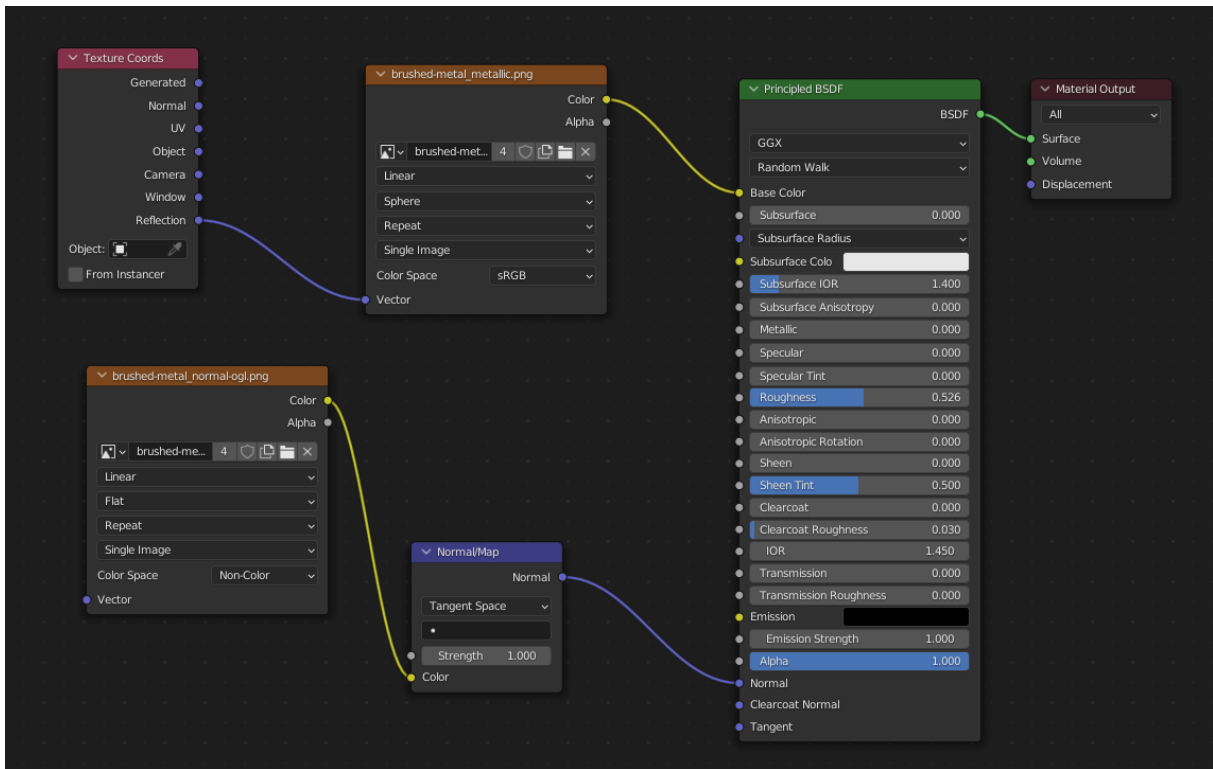 Texture Coords
Generated
Normal
UV
Object
Camera
Window
Reflection
Object:
From Instancer
brushed-metal_metallic.png
Color
Alpha
brushed-met... 4
Linear
Sphere
Repeat
Single Image
Color Space sRGB
Vector
brushed-metal_normal-ogl.png
Color
Alpha
brushed-me... 4
Linear
Flat
Repeat
Single Image
Color Space Non-Color
Vector
Normal/Map
Normal
Tangent Space
Strength 1.000
Color
Principled BSDF
BSDF
GGX
Random Walk
Base Color
Subsurface 0.000
Subsurface Radius
Subsurface Colo
Subsurface IOR 1.400
Subsurface Anisotropy 0.000
Metallic 0.000
Specular 0.000
Specular Tint 0.000
Roughness 0.526
Anisotropic 0.000
Anisotropic Rotation 0.000
Sheen 0.000
Sheen Tint 0.500
Clearcoat 0.000
Clearcoat Roughness 0.030
IOR 1.450
Transmission 0.000
Transmission Roughness 0.000
Emission
Emission Strength 1.000
Alpha 1.000
Normal
Clearcoat Normal
Tangent
Material Output
All
Surface
Volume
Displacement